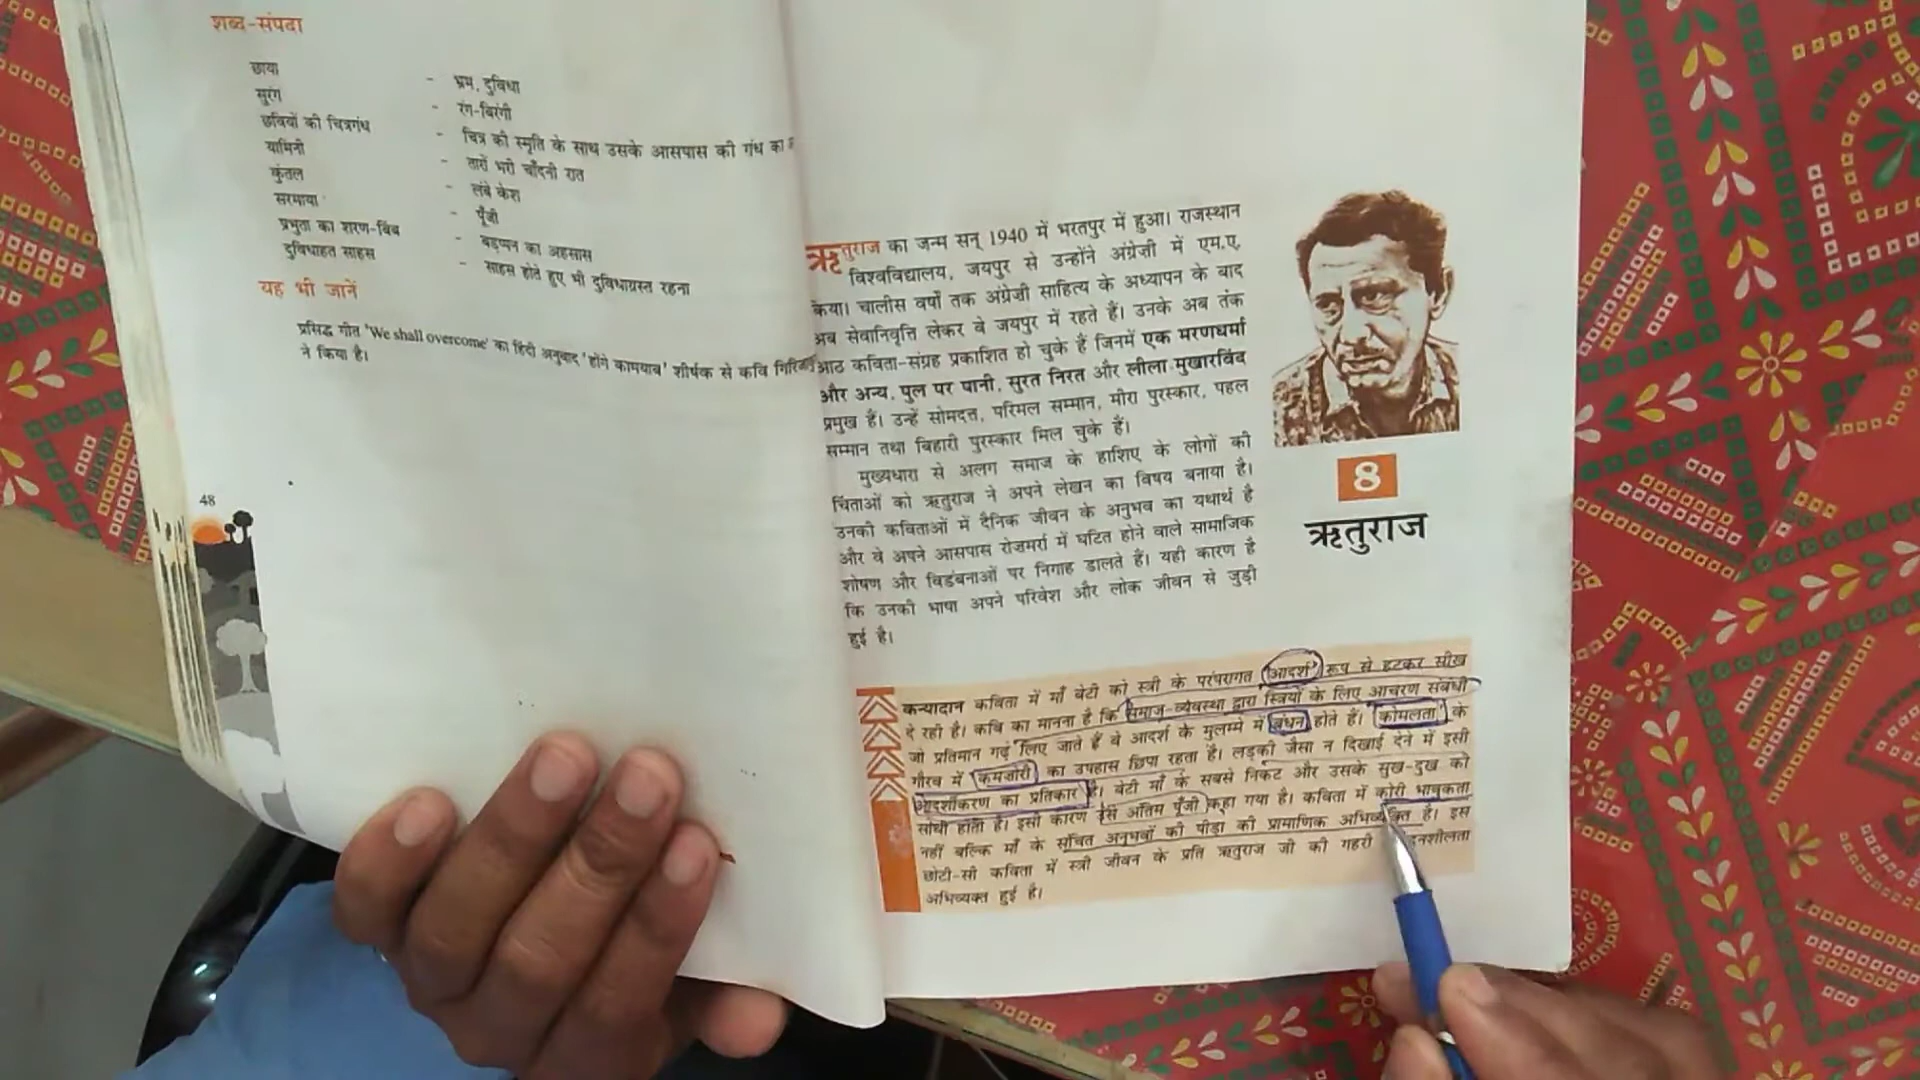 शब्द-संपदा
छाया - भ्रम, दुविधा
सुरंग - रंग-बिरंगी
छवियों की चित्रगंध - चित्र की स्मृति के साथ उसके आसपास की गंध का
यामिनी - तारों भरी चाँदनी रात
कुंतल - लंबे केश
सरमाया - पूँजी
प्रभुता का शरण-बिंब - बड़प्पन का अहसास
दुविधाहत साहस - साहस होते हुए भी दुविधाग्रस्त रहना
यह भी जानें
प्रसिद्ध गीत 'We shall overcome' का हिंदी अनुवाद 'होंगे कामयाब' शीर्षक से कवि
ने किया है।
48
ऋतुराज का जन्म सन् 1940 में भरतपुर में हुआ। राजस्थान
विश्वविद्यालय, जयपुर से उन्होंने अंग्रेज़ी में एम.ए.
किया। चालीस वर्षों तक अंग्रेज़ी साहित्य के अध्यापन के बाद
अब सेवानिवृत्ति लेकर वे जयपुर में रहते हैं। उनके अब तक
आठ कविता-संग्रह प्रकाशित हो चुके हैं जिनमें एक मरणधर्मा
और अन्य, पुल पर पानी, सुरत निरत और लीला मुखारविंद
प्रमुख हैं। उन्हें सोमदत्त, परिमल सम्मान, मीरा पुरस्कार, पहल
सम्मान तथा बिहारी पुरस्कार मिल चुके हैं।
मुख्यधारा से अलग समाज के हाशिए के लोगों की
चिंताओं को ऋतुराज ने अपने लेखन का विषय बनाया है।
उनकी कविताओं में दैनिक जीवन के अनुभव का यथार्थ है
और वे अपने आसपास रोज़मर्रा में घटित होने वाले सामाजिक
शोषण और विडंबनाओं पर निगाह डालते हैं। यही कारण है
कि उनकी भाषा अपने परिवेश और लोक जीवन से जुड़ी
हुई है।
8
ऋतुराज
कन्यादान कविता में माँ बेटी को स्त्री के परंपरागत 'आदर्श' रूप से हटकर सीख
दे रही है। कवि का मानना है कि समाज-व्यवस्था द्वारा स्त्रियों के लिए आचरण संबंधी
जो प्रतिमान गढ़ लिए जाते हैं वे आदर्श के मुलम्मे में बंधन होते हैं। 'कोमलता' के
गौरव में 'कमज़ोरी' का उपहास छिपा रहता है। लड़की जैसा न दिखाई देने में इसी
आदर्शीकरण का प्रतिकार है। बेटी माँ के सबसे निकट और उसके सुख-दुख की
साथी होती है। इसी कारण उसे अंतिम पूँजी कहा गया है। कविता में कोरी भावुकता
नहीं बल्कि माँ के संचित अनुभवों की पीड़ा की प्रामाणिक अभिव्यक्ति है। इस
छोटी-सी कविता में स्त्री जीवन के प्रति ऋतुराज जी की गहरी
अभिव्यक्त हुई है।